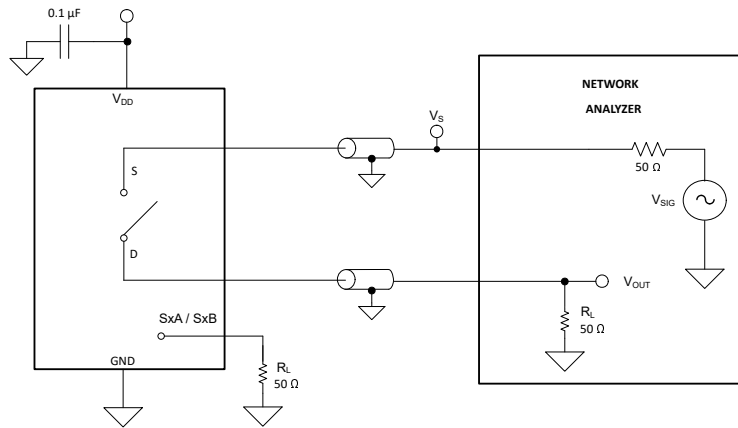 0.1 µF
V_DD
NETWORK
ANALYZER
V_S
S
50 Ω
V_SIG
D
V_OUT
SxA / SxB
R_L
50 Ω
GND
R_L
50 Ω